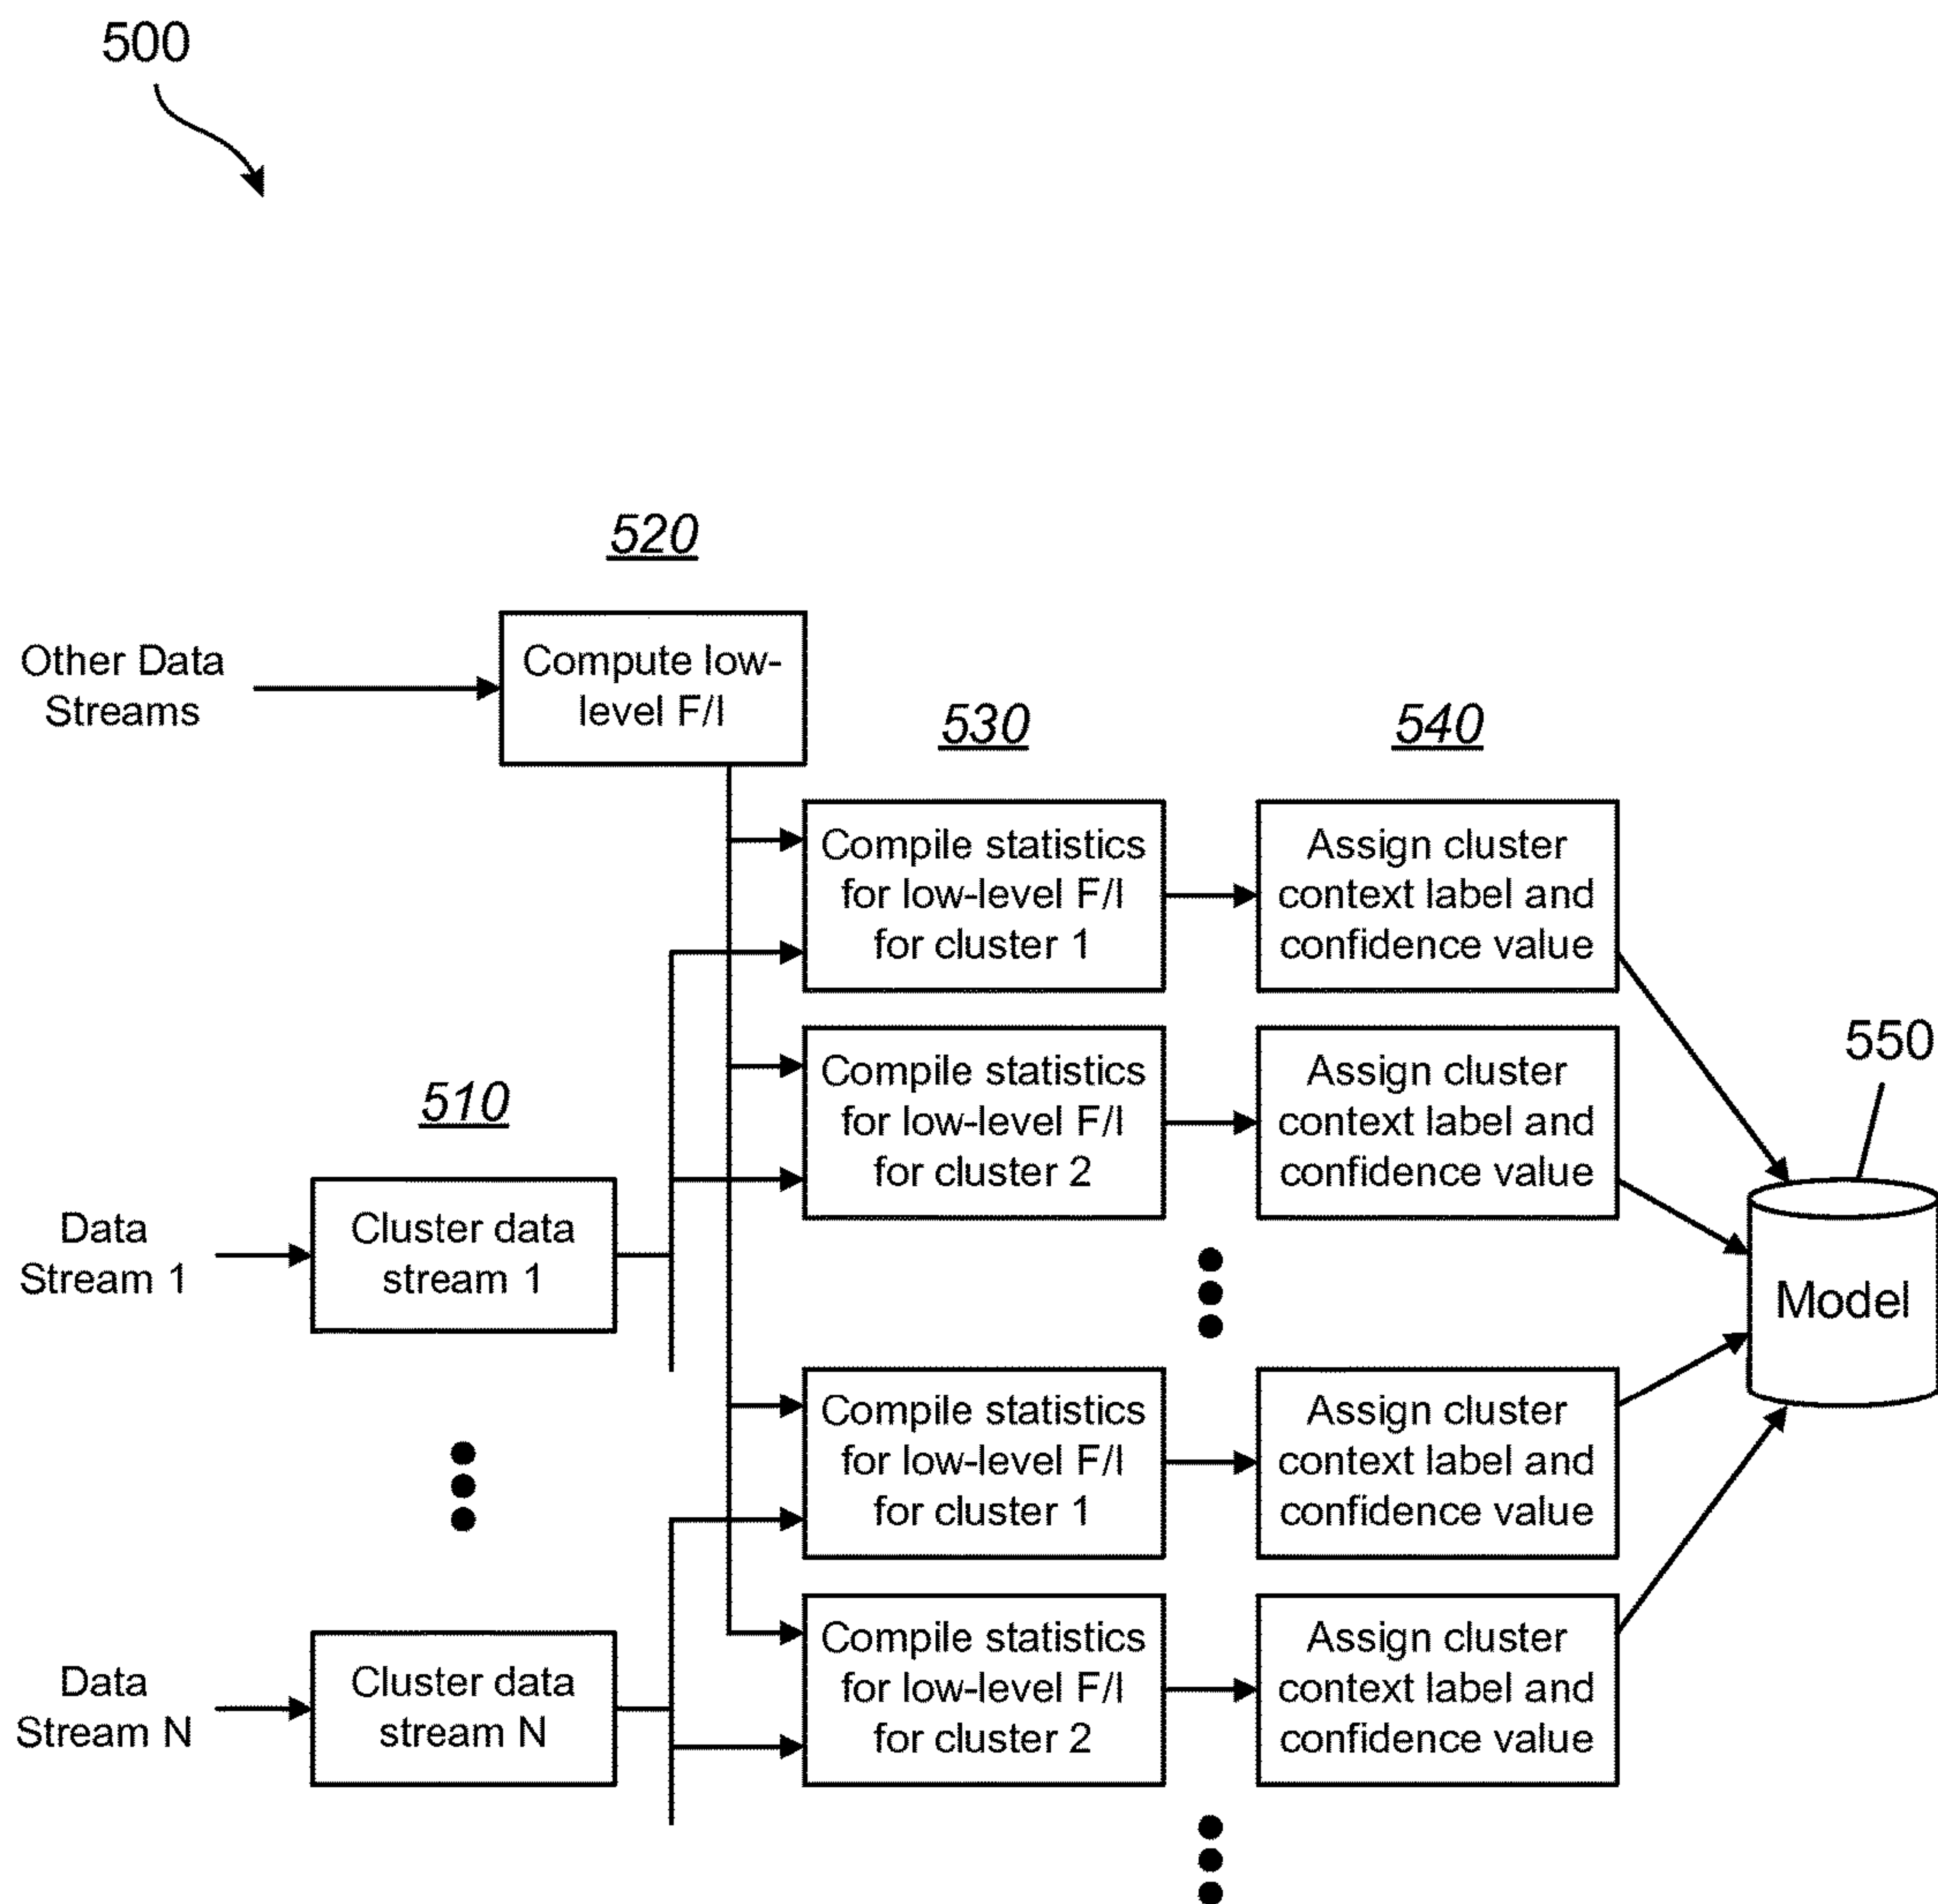 500
520
Other Data
Streams
Compute low-
level F/I
530
540
Compile statistics
for low-level F/I
for cluster 1
Assign cluster
context label and
confidence value
550
510
Compile statistics
for low-level F/I
for cluster 2
Assign cluster
context label and
confidence value
Data
Stream 1
Cluster data
stream 1
Model
Compile statistics
for low-level F/I
for cluster 1
Assign cluster
context label and
confidence value
Data
Stream N
Cluster data
stream N
Compile statistics
for low-level F/I
for cluster 2
Assign cluster
context label and
confidence value